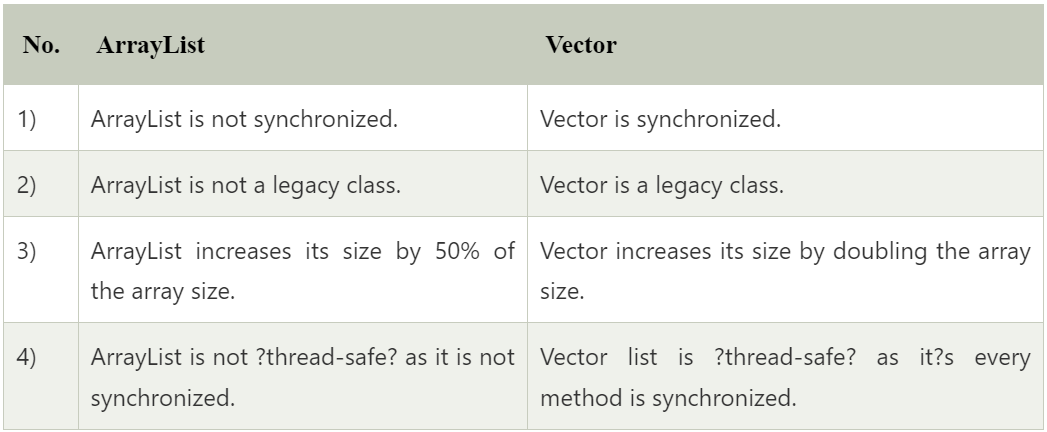 No. ArrayList Vector
1) ArrayList is not synchronized. Vector is synchronized.
2) ArrayList is not a legacy class. Vector is a legacy class.
3) ArrayList increases its size by 50% of
the array size.
Vector increases its size by doubling the array
size.
4) ArrayList is not ?thread-safe? as it is not
synchronized.
Vector list is ?thread-safe? as it?s every
method is synchronized.